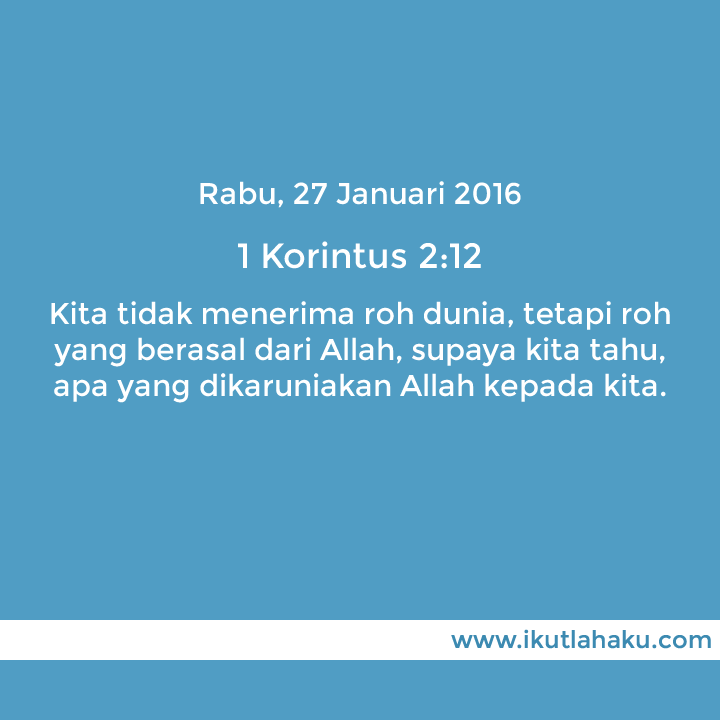 Rabu, 27 Januari 2016
1 Korintus 2:12
Kita tidak menerima roh dunia, tetapi roh
yang berasal dari Allah, supaya kita tahu,
apa yang dikaruniakan Allah kepada kita.
www.ikutlahaku.com